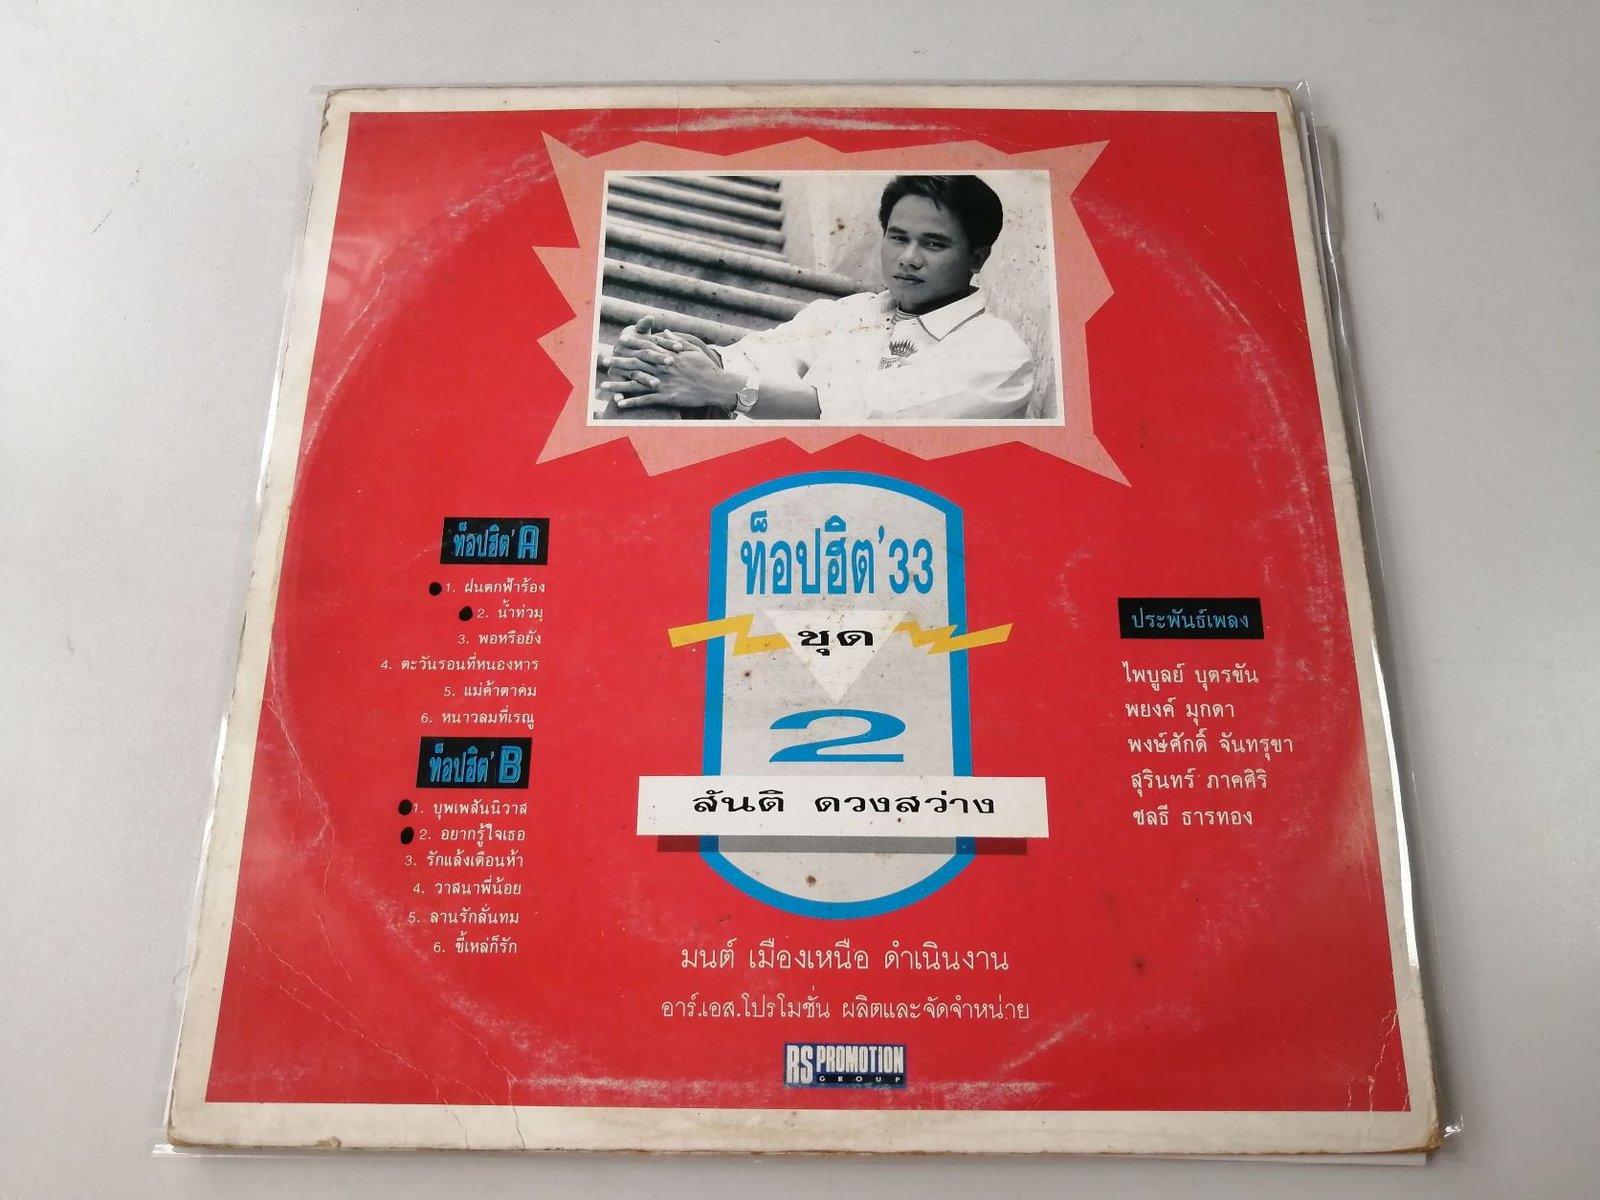 ท็อปฮิต'33
ชุด
2
สันติ ดวงสว่าง
ท็อปฮิต'A
1. ฝนตกฟ้าร้อง
2. น้ำท่วม
3. พอหรือยัง
4. ตะวันรอนที่หนองหาร
5. แม่ค้าตาคม
6. หนาวลมที่เรณู
ท็อปฮิต'B
1. บุพเพสันนิวาส
2. อยากรู้ใจเธอ
3. รักแล้งเดือนห้า
4. วาสนาพี่น้อย
5. ลานรักลั่นทม
6. ขี้เหล่ก็รัก
ประพันธ์เพลง
ไพบูลย์ บุตรขัน
พยงค์ มุกดา
พงษ์ศักดิ์ จันทรุขา
สุรินทร์ ภาคศิริ
ชลธี ธารทอง
มนต์ เมืองเหนือ ดำเนินงาน
อาร์.เอส.โปรโมชั่น ผลิตและจัดจำหน่าย
RS PROMOTION
GROUP